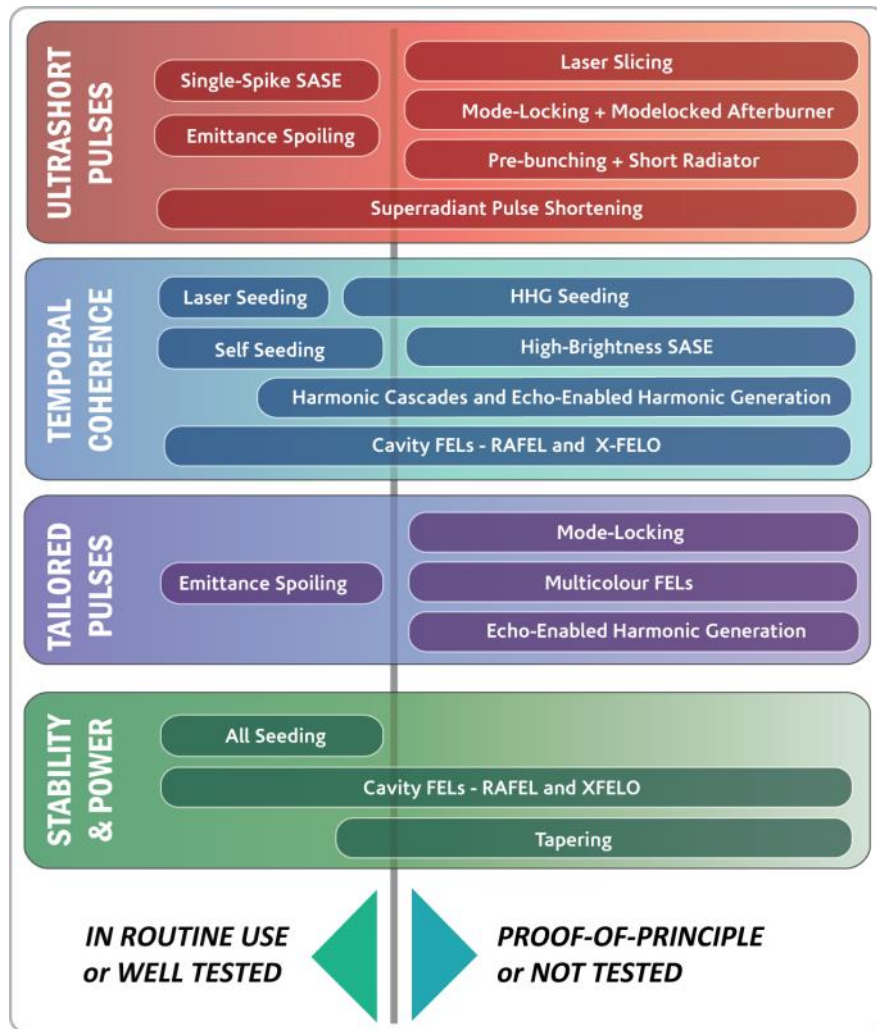 ULTRASHORT
PULSES
Single-Spike SASE
Emittance Spoiling
Laser Slicing
Mode-Locking + Modelocked Afterburner
Pre-bunching + Short Radiator
Superradiant Pulse Shortening
TEMPORAL
COHERENCE
Laser Seeding
HHG Seeding
Self Seeding
High-Brightness SASE
Harmonic Cascades and Echo-Enabled Harmonic Generation
Cavity FELs - RAFEL and X-FELO
TAILORED
PULSES
Emittance Spoiling
Mode-Locking
Multicolour FELs
Echo-Enabled Harmonic Generation
STABILITY
& POWER
All Seeding
Cavity FELs - RAFEL and XFELO
Tapering
IN ROUTINE USE
or WELL TESTED
PROOF-OF-PRINCIPLE
or NOT TESTED